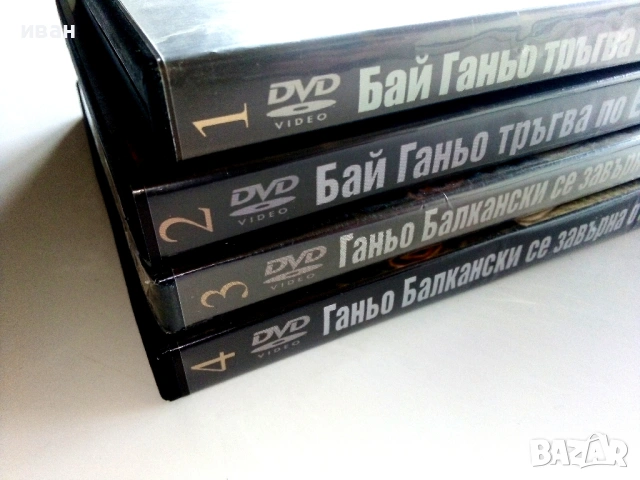 иван
1 DVD VIDEO Бай Ганьо тръгва
2 DVD VIDEO Бай Ганьо тръгва по
3 DVD VIDEO Ганьо Балкански се завър
4 DVD VIDEO Ганьо Балкански се завърна
BAZAR